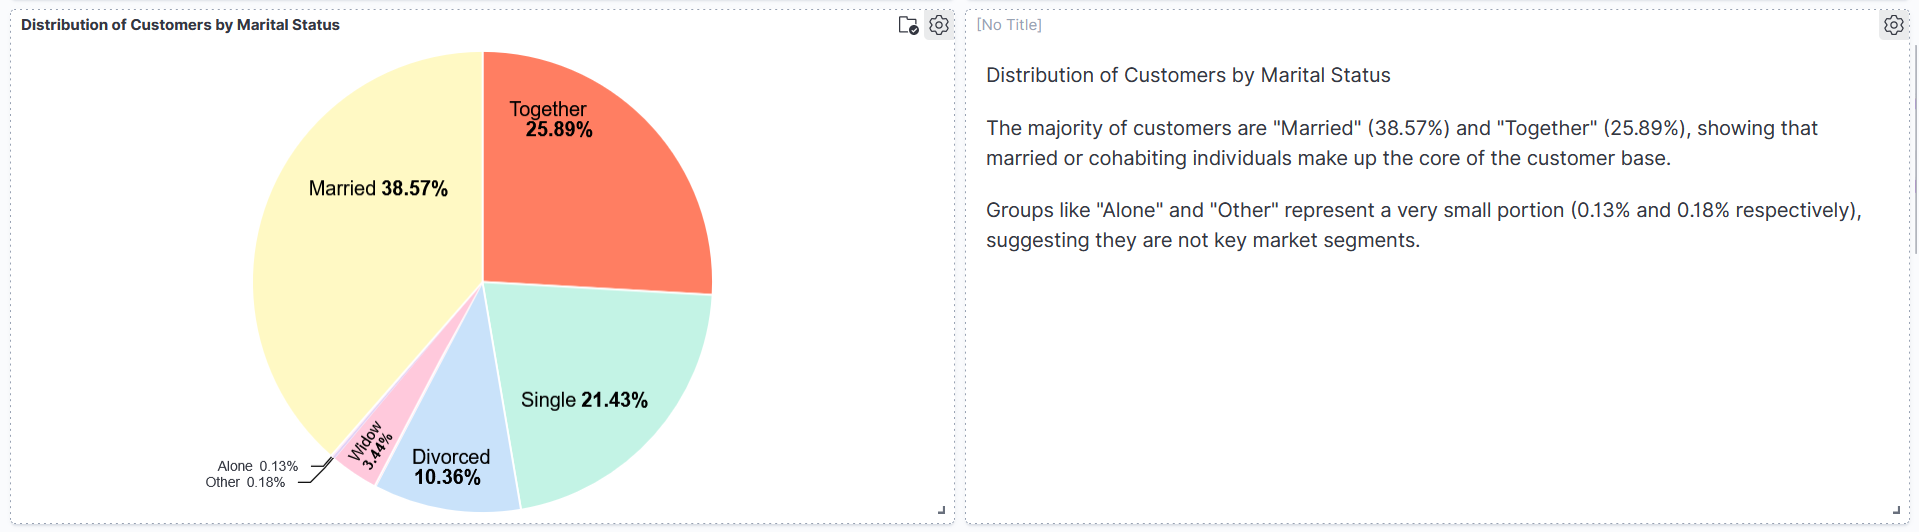 Distribution of Customers by Marital Status
Together
25.89%
Married 38.57%
Single 21.43%
Widow
3.44%
Divorced
10.36%
Alone 0.13%
Other 0.18%
[No Title]
Distribution of Customers by Marital Status
The majority of customers are "Married" (38.57%) and "Together" (25.89%), showing that
married or cohabiting individuals make up the core of the customer base.
Groups like "Alone" and "Other" represent a very small portion (0.13% and 0.18% respectively),
suggesting they are not key market segments.